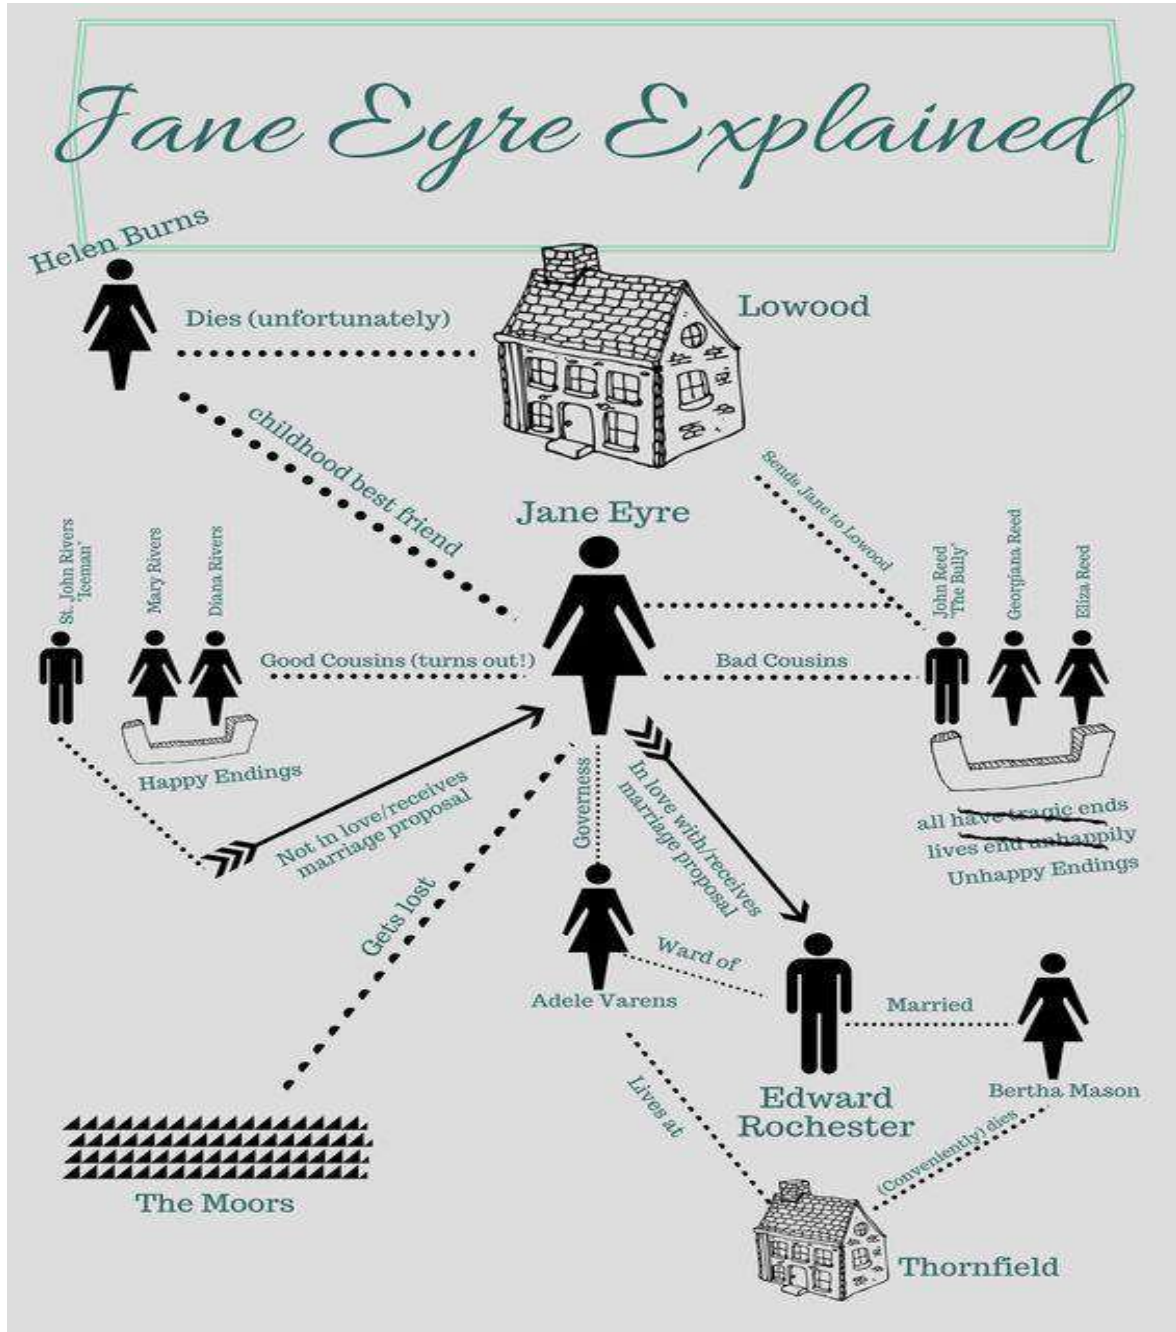 Jane Eyre Explained
Helen Burns
Dies (unfortunately)
Lowood
childhood best friend
Sends Jane to Lowood
Jane Eyre
St. John Rivers
"Iceman"
Mary Rivers
Diana Rivers
John Reed
"The Bully"
Georgiana Reed
Eliza Reed
Good Cousins (turns out!)
Bad Cousins
Happy Endings
Not in love/receives
marriage proposal
Governess
In love with/receives
marriage proposal
all have tragic ends
lives end unhappily
Unhappy Endings
Gets lost
Adele Varens
Ward of
Married
Edward
Rochester
Bertha Mason
Lives at
(Conveniently) dies
The Moors
Thornfield